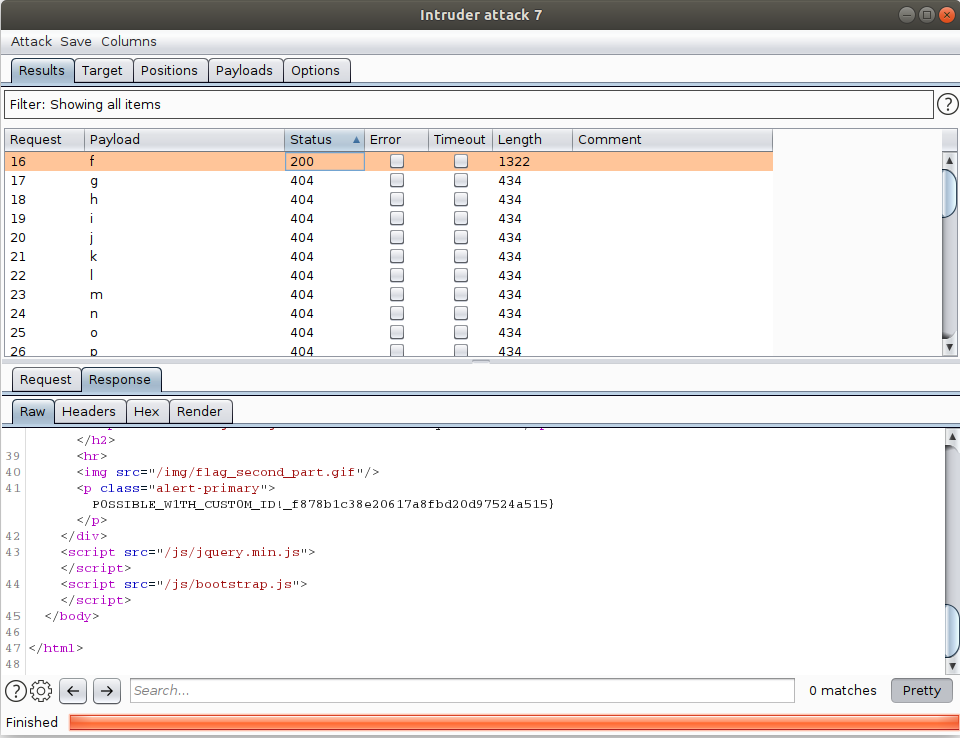 Intruder attack 7
Attack Save Columns
Results Target Positions Payloads Options
Filter: Showing all items
?
Request Payload Status Error Timeout Length Comment
16 f 200 1322
17 g 404 434
18 h 404 434
19 i 404 434
20 j 404 434
21 k 404 434
22 l 404 434
23 m 404 434
24 n 404 434
25 o 404 434
26 p 404 434
Request Response
Raw Headers Hex Render
</h2>
39 <hr>
40 <img src="/img/flag_second_part.gif"/>
41 <p class="alert-primary">
P0SSIBLE_W1TH_CUST0M_ID!_f878b1c38e20617a8fbd20d97524a515}
</p>
42 </div>
43 <script src="/js/jquery.min.js">
</script>
44 <script src="/js/bootstrap.js">
</script>
45 </body>
46
47 </html>
48
? Search... 0 matches Pretty
Finished